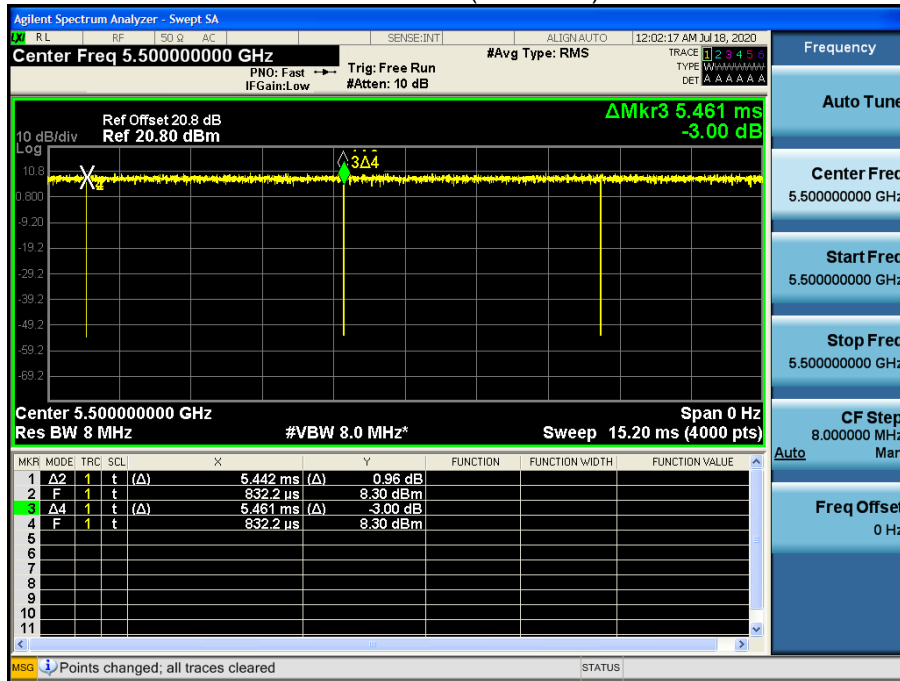 Agilent Spectrum Analyzer - Swept SA
LXI RL RF 50 Ω AC SENSE:INT ALIGN AUTO 12:02:17 AM Jul 18, 2020
Center Freq 5.500000000 GHz #Avg Type: RMS TRACE 1 2 3 4 5 6
PNO: Fast Trig: Free Run TYPE WWWWWW
IFGain:Low #Atten: 10 dB DET A A A A A A
Frequency
Auto Tune
ΔMkr3 5.461 ms
-3.00 dB
Ref Offset 20.8 dB
10 dB/div Ref 20.80 dBm
Log
3Δ4
10.8
X4
0.800
-9.20
-19.2
-29.2
-39.2
-49.2
-59.2
-69.2
Center Freq
5.500000000 GHz
Start Freq
5.500000000 GHz
Stop Freq
5.500000000 GHz
CF Step
8.000000 MHz
Auto Man
Freq Offset
0 Hz
Center 5.500000000 GHz Span 0 Hz
Res BW 8 MHz #VBW 8.0 MHz* Sweep 15.20 ms (4000 pts)
MKR MODE TRC SCL X Y FUNCTION FUNCTION WIDTH FUNCTION VALUE
1 Δ2 1 t (Δ) 5.442 ms (Δ) 0.96 dB
2 F 1 t 832.2 µs 8.30 dBm
3 Δ4 1 t (Δ) 5.461 ms (Δ) -3.00 dB
4 F 1 t 832.2 µs 8.30 dBm
5
6
7
8
9
10
11
MSG Points changed; all traces cleared STATUS